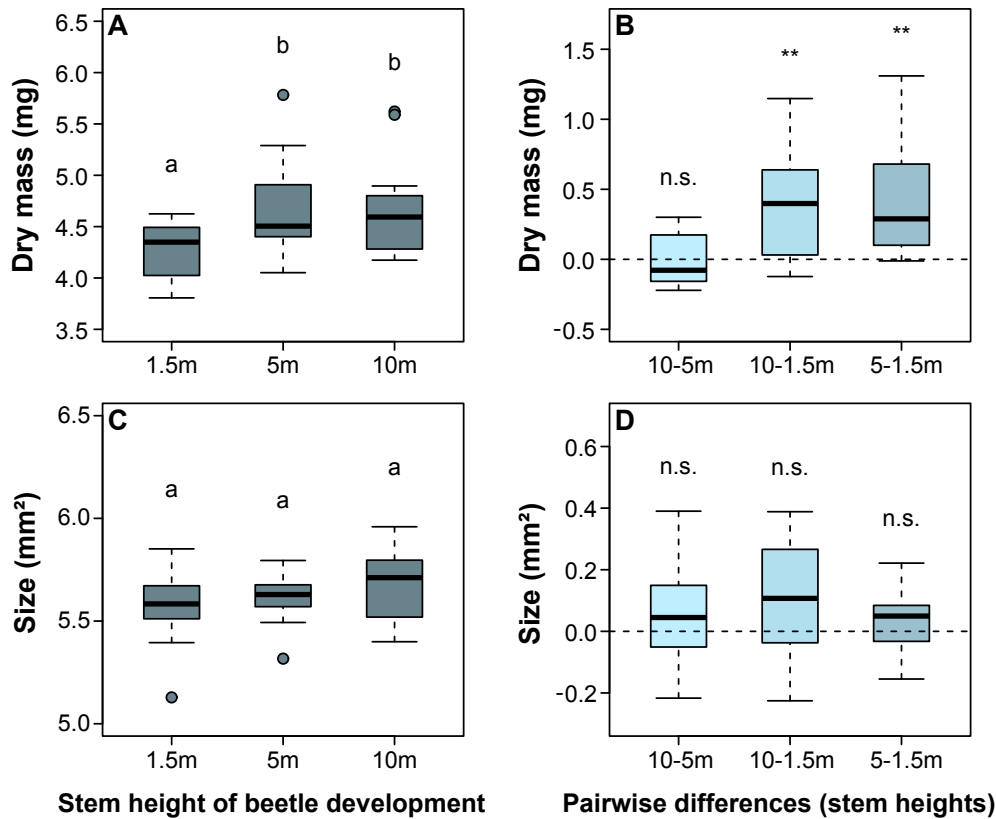 A
Dry mass (mg)
6.5
6.0
5.5
5.0
4.5
4.0
3.5
a
b
b
1.5m
5m
10m
B
Dry mass (mg)
1.5
1.0
0.5
0.0
-0.5
n.s.
**
**
10-5m
10-1.5m
5-1.5m
C
Size (mm²)
6.5
6.0
5.5
5.0
a
a
a
1.5m
5m
10m
Stem height of beetle development
D
Size (mm²)
0.6
0.4
0.2
0.0
-0.2
n.s.
n.s.
n.s.
10-5m
10-1.5m
5-1.5m
Pairwise differences (stem heights)